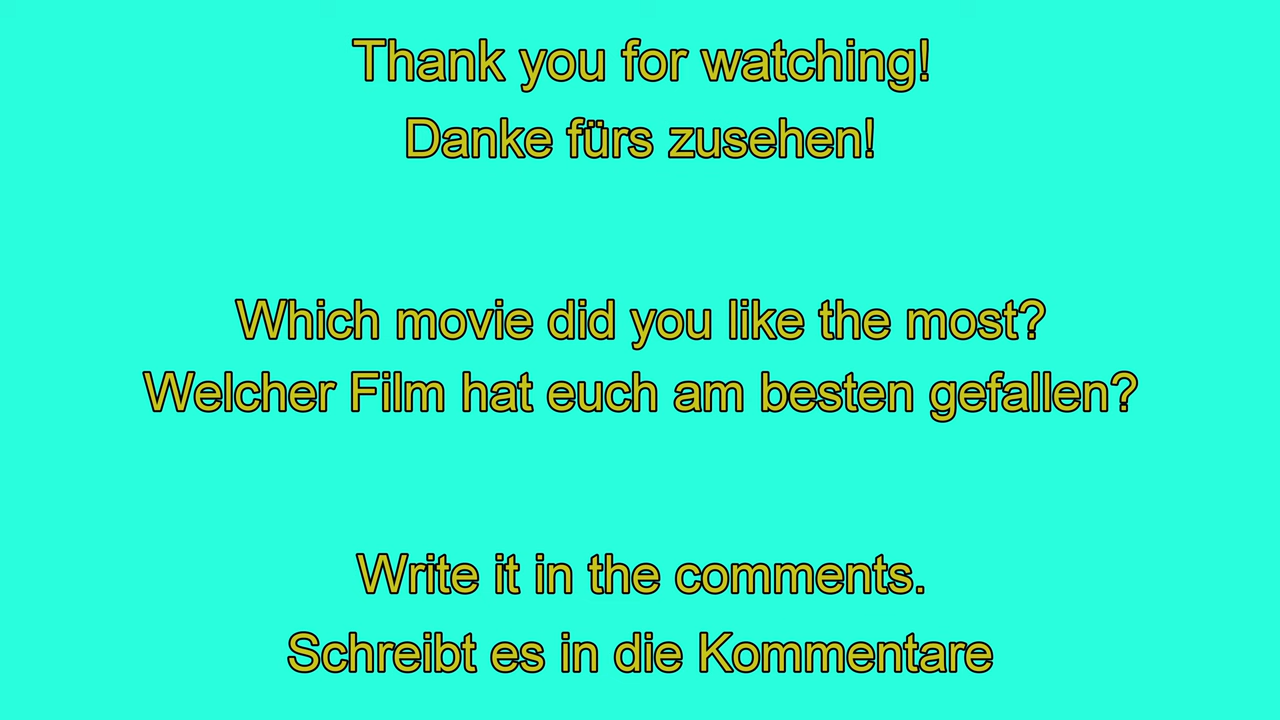 Thank you for watching!
Danke fürs zusehen!
Which movie did you like the most?
Welcher Film hat euch am besten gefallen?
Write it in the comments.
Schreibt es in die Kommentare